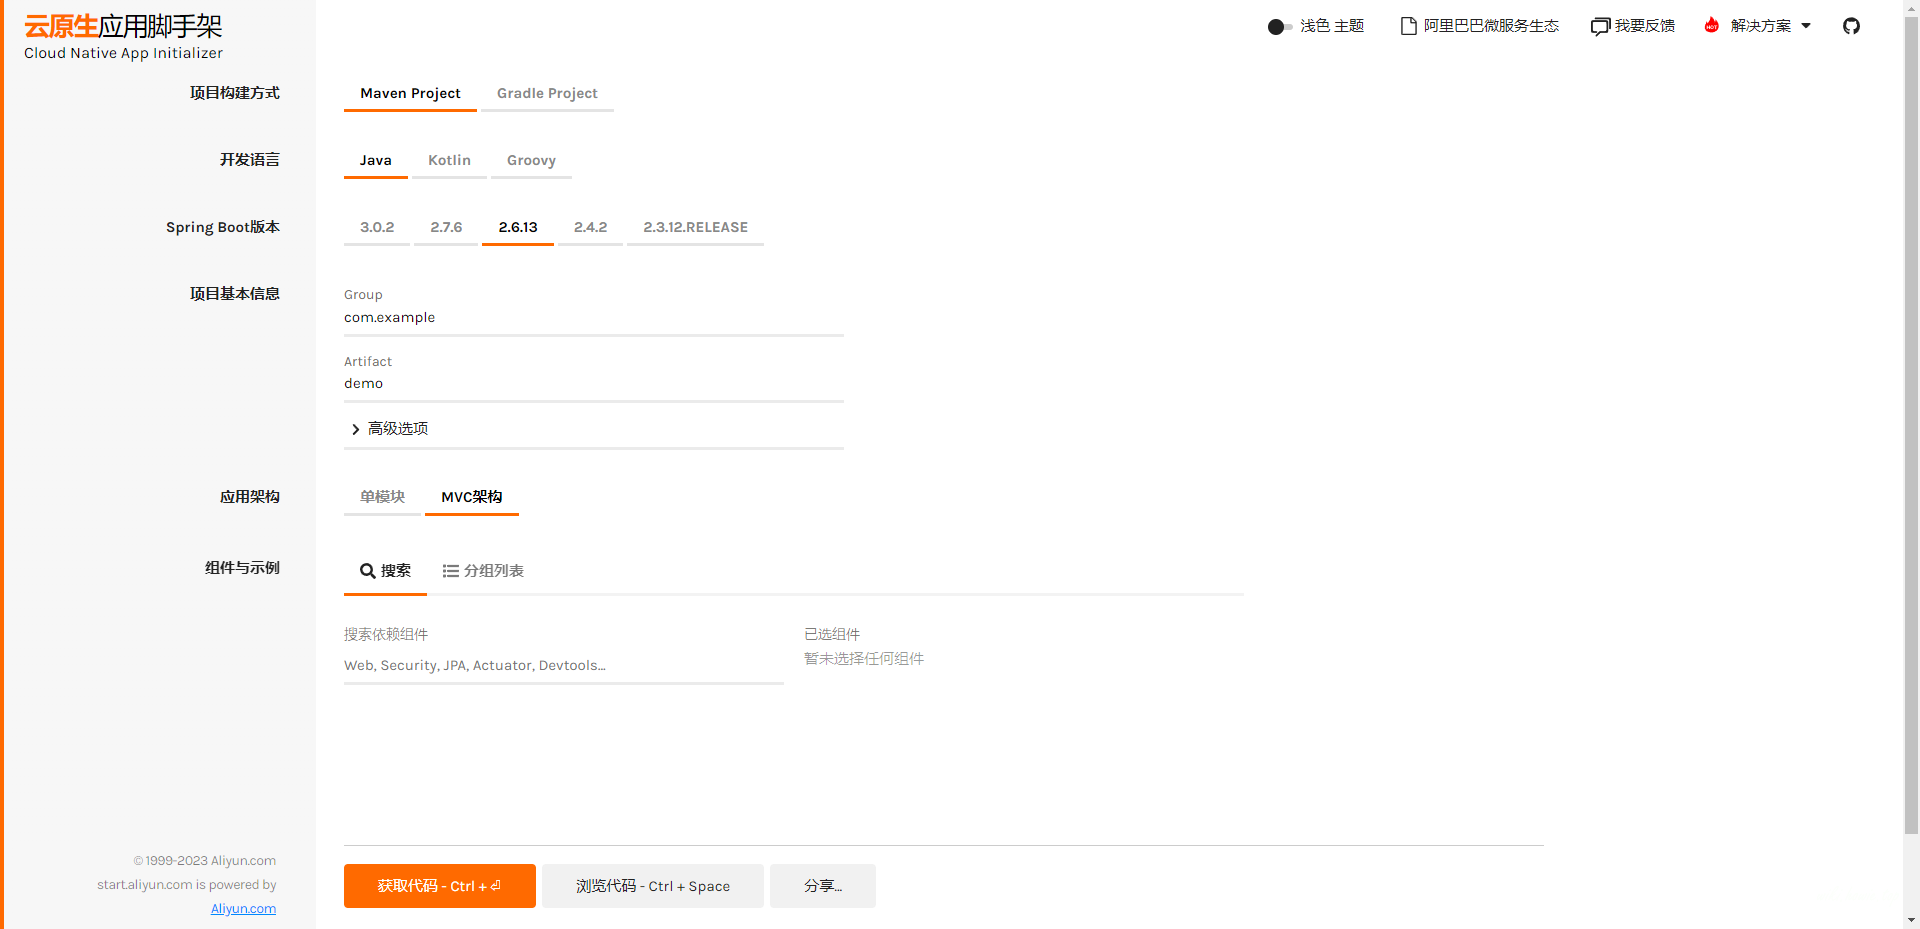 云原生应用脚手架
Cloud Native App Initializer
浅色 主题
阿里巴巴微服务生态
我要反馈
HOT
解决方案
项目构建方式
Maven Project
Gradle Project
开发语言
Java
Kotlin
Groovy
Spring Boot版本
3.0.2
2.7.6
2.6.13
2.4.2
2.3.12.RELEASE
项目基本信息
Group
com.example
Artifact
demo
高级选项
应用架构
单模块
MVC架构
组件与示例
搜索
分组列表
搜索依赖组件
Web, Security, JPA, Actuator, Devtools...
已选组件
暂未选择任何组件
© 1999-2023 Aliyun.com
start.aliyun.com is powered by
Aliyun.com
获取代码 - Ctrl + ⏎
浏览代码 - Ctrl + Space
分享...